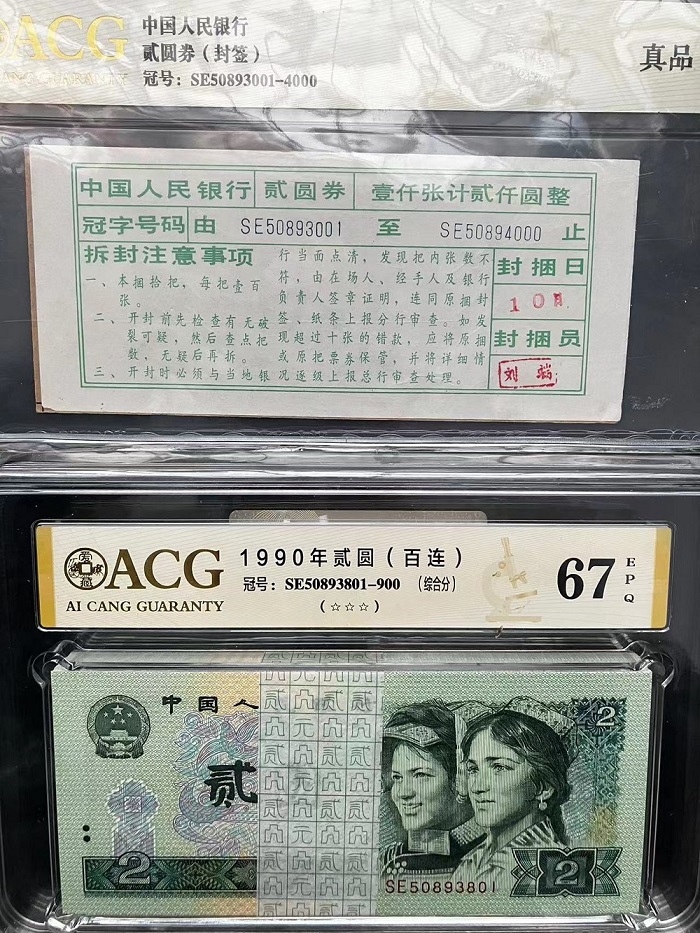 ACG
中国人民银行
贰圆券（封签）
冠号：SE50893001-4000
真品
中国人民银行 贰圆券 壹仟张计贰仟圆整
冠字号码 由 SE50893001 至 SE50894000 止
拆封注意事项
一、本捆拾把，每把壹百
张。
二、开封前先检查有无破
裂可疑，然后查点把
数，无疑后再拆。
三、开封时必须与当地银
行当面点清，发现把内张数不
符，由在场人、经手人及银行
负责人签章证明，连同原捆封
签、纸条上报分行审查。如发
现超过十张的错款，应将原捆
或原把票券保管，并将详细情
况逐级上报总行审查处理。
封捆日
10月
封捆员
刘
ACG
AI CANG GUARANTY
1990年贰圆（百连）
冠号：SE50893801-900 （综合分）
（☆☆☆）
67
EPQ
中国人
贰
2
2
2
SE50893801